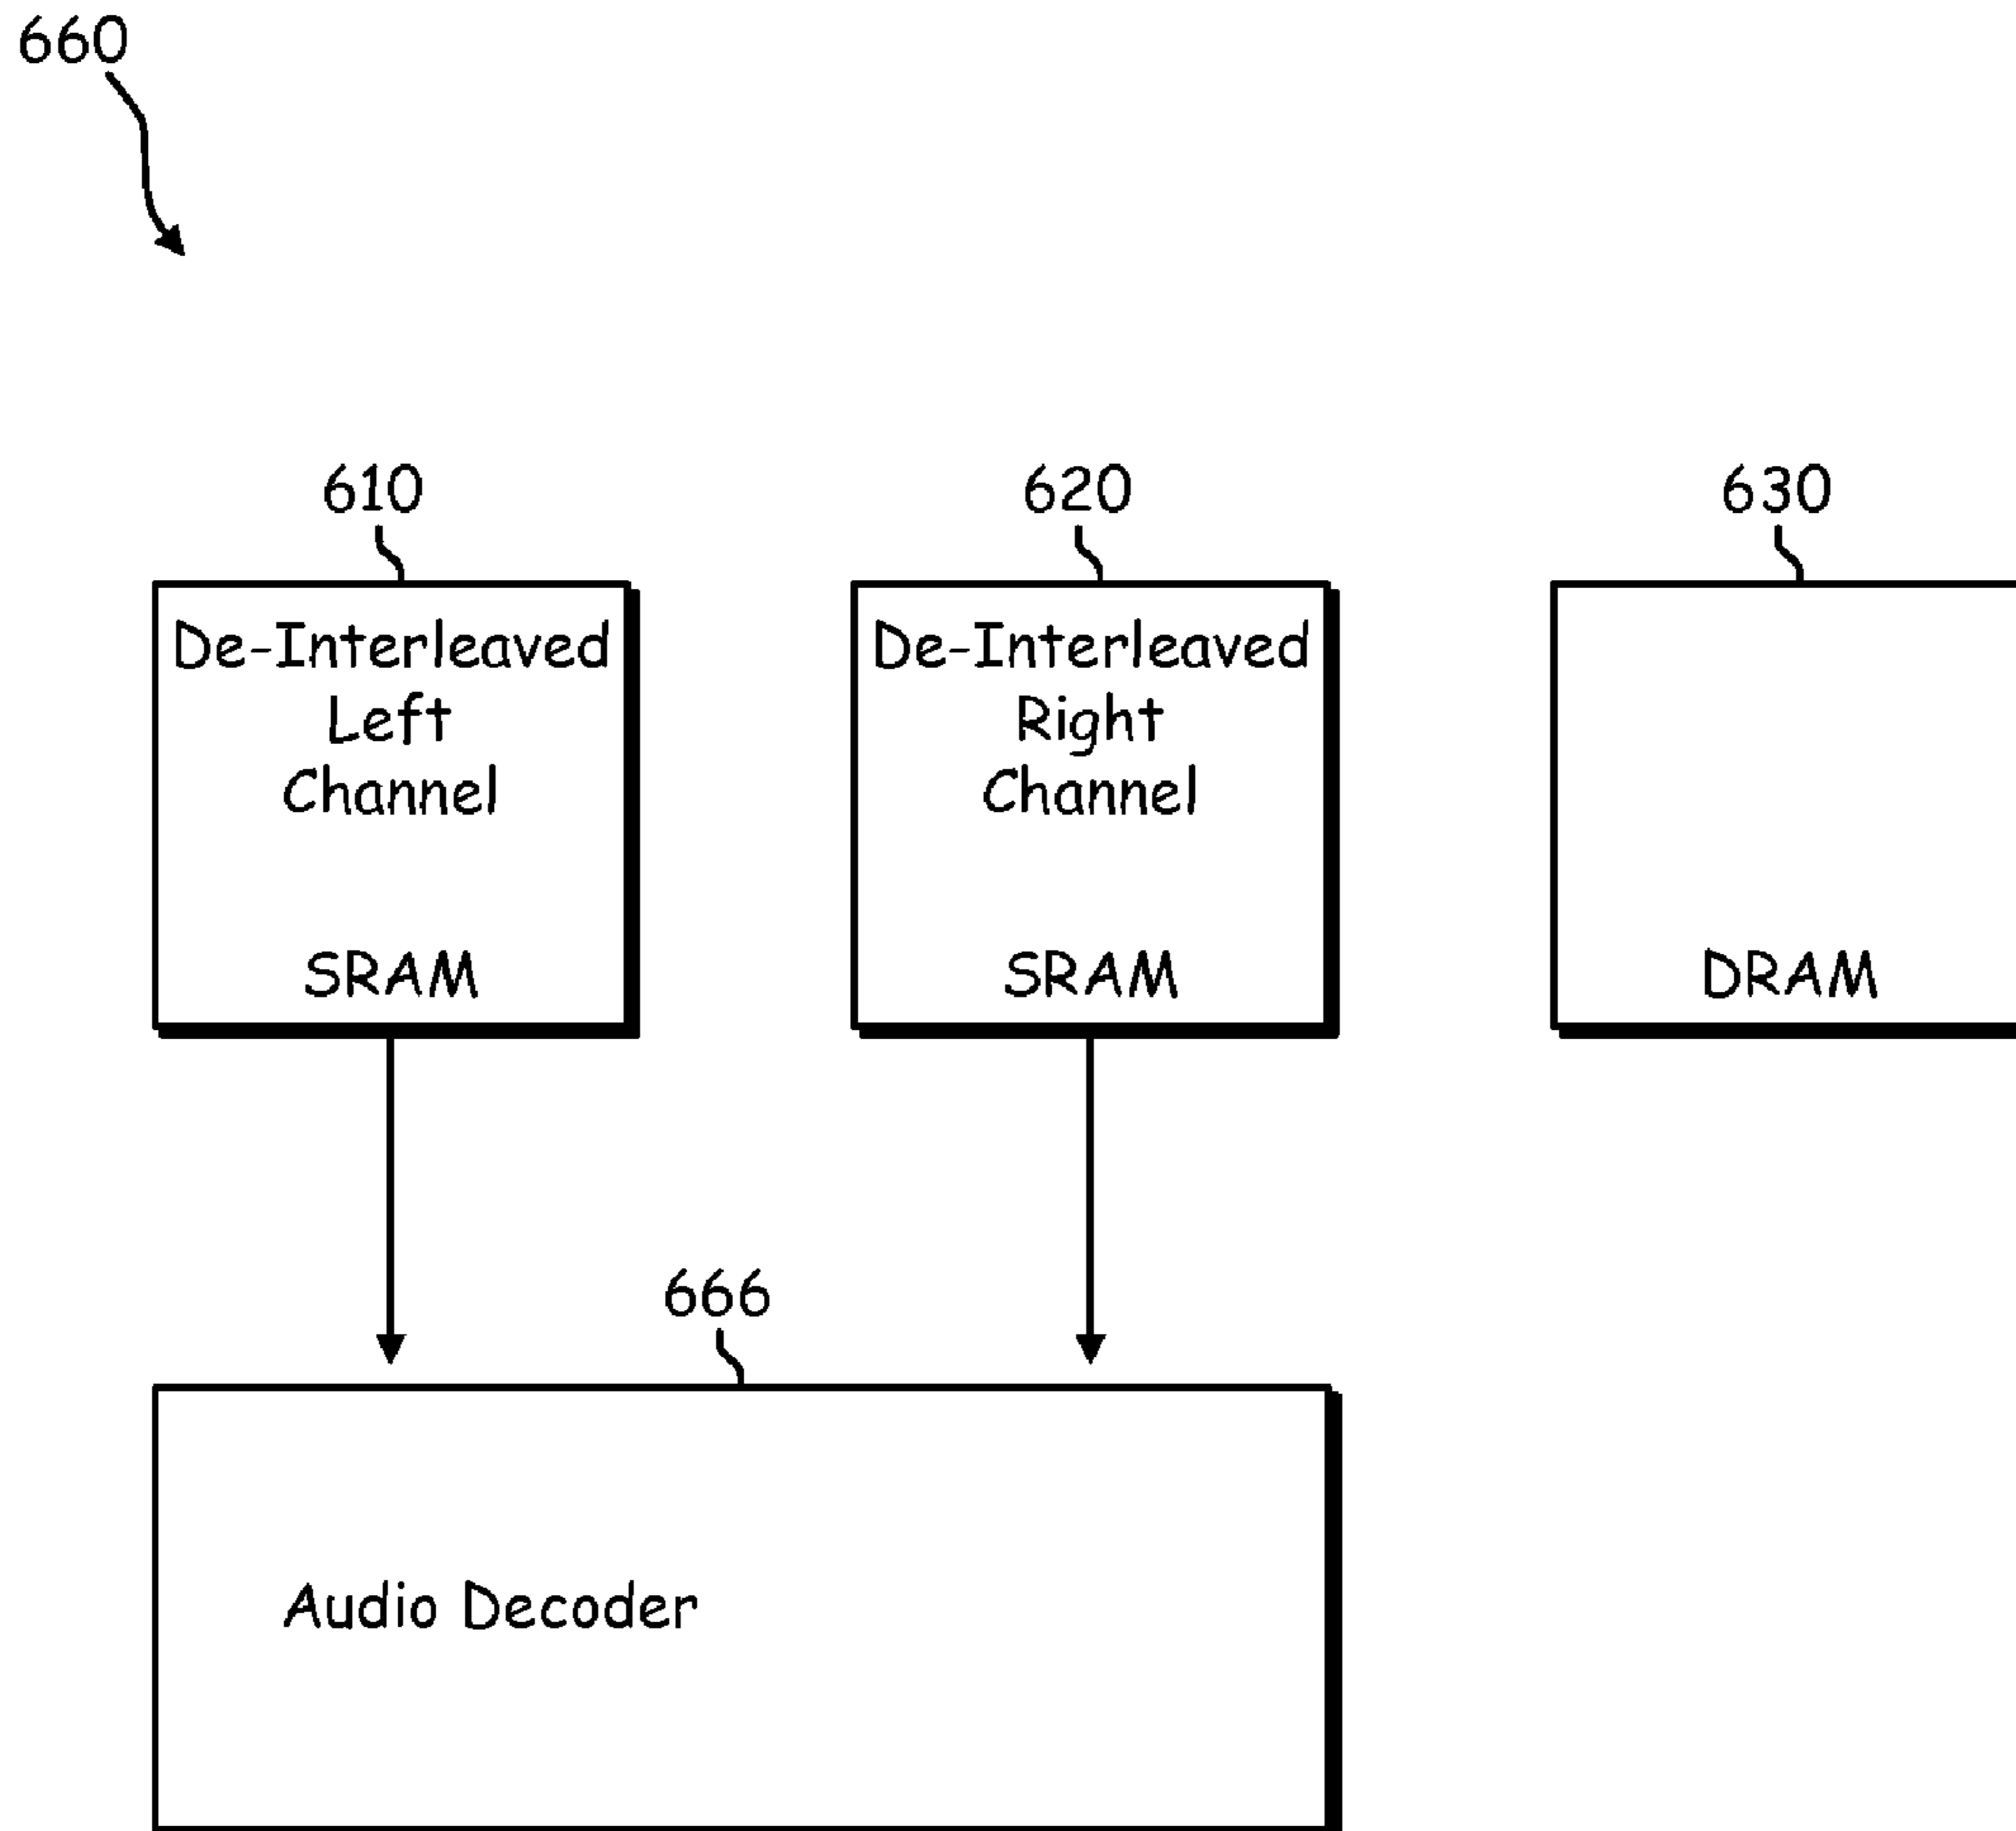 660
610
620
630
De-Interleaved
Left
Channel
SRAM
De-Interleaved
Right
Channel
SRAM
DRAM
666
Audio Decoder